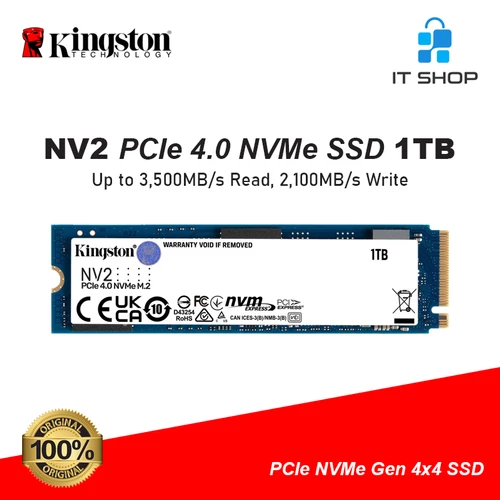 Kingston
TECHNOLOGY
IT SHOP
NV2 PCIe 4.0 NVMe SSD 1TB
Up to 3,500MB/s Read, 2,100MB/s Write
WARRANTY VOID IF REMOVED
Kingston
1TB
NV2
PCIe 4.0 NVMe M.2
UK
CA
CE
10
D43254
RoHS
nvm
EXPRESS
PCI
EXPRESS
CAN ICES-3(B)/NMB-3(B)
ORIGINAL
100%
ORIGINAL
PCIe NVMe Gen 4x4 SSD